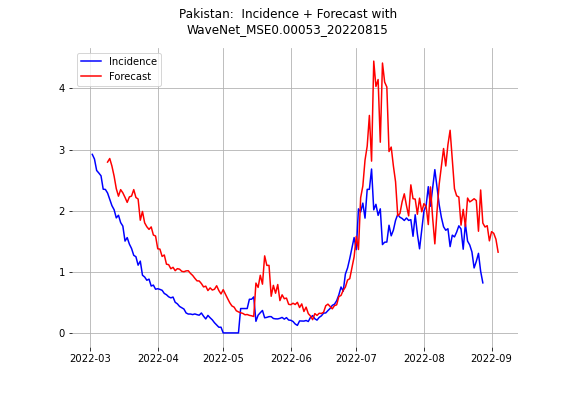 Pakistan:  Incidence + Forecast with
WaveNet_MSE0.00053_20220815
Incidence
Forecast
4
3
2
1
0
2022-03 2022-04 2022-05 2022-06 2022-07 2022-08 2022-09